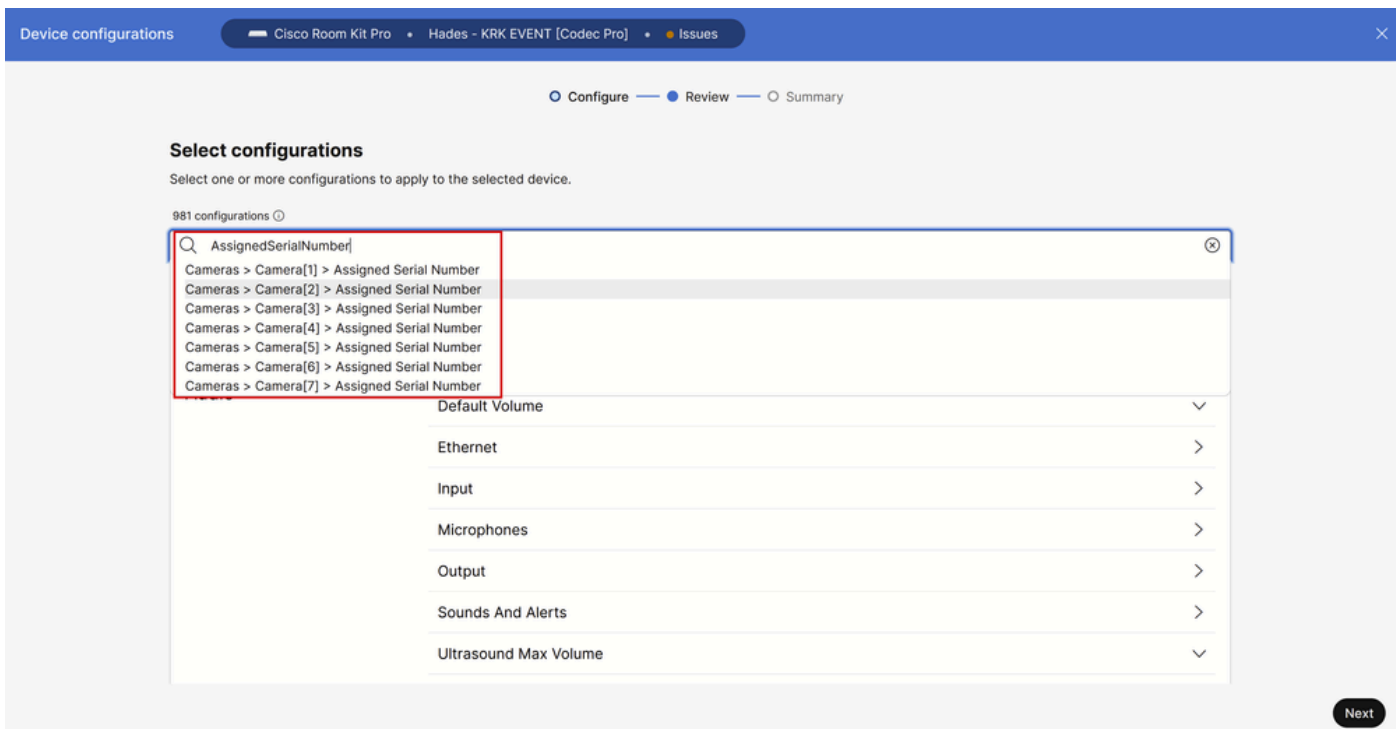 Device configurations
Cisco Room Kit Pro • Hades - KRK EVENT [Codec Pro] • Issues
Configure
Review
Summary
Select configurations
Select one or more configurations to apply to the selected device.
981 configurations
AssignedSerialNumber
Cameras > Camera[1] > Assigned Serial Number
Cameras > Camera[2] > Assigned Serial Number
Cameras > Camera[3] > Assigned Serial Number
Cameras > Camera[4] > Assigned Serial Number
Cameras > Camera[5] > Assigned Serial Number
Cameras > Camera[6] > Assigned Serial Number
Cameras > Camera[7] > Assigned Serial Number
Default Volume
Ethernet
Input
Microphones
Output
Sounds And Alerts
Ultrasound Max Volume
Next